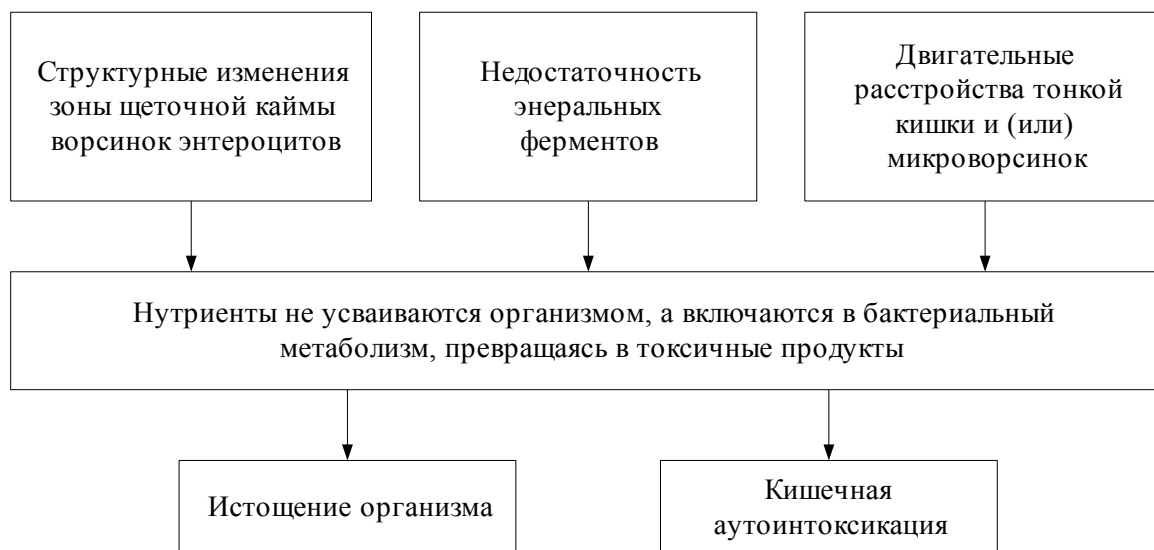 Структурные изменения
зоны щеточной каймы
ворсинок энтероцитов
Недостаточность
энеральных
ферментов
Двигательные
расстройства тонкой
кишки и (или)
микроворсинок
Нутриенты не усваиваются организмом, а включаются в бактериальный
метаболизм, превращаясь в токсичные продукты
Истощение организма
Кишечная
аутоинтоксикация